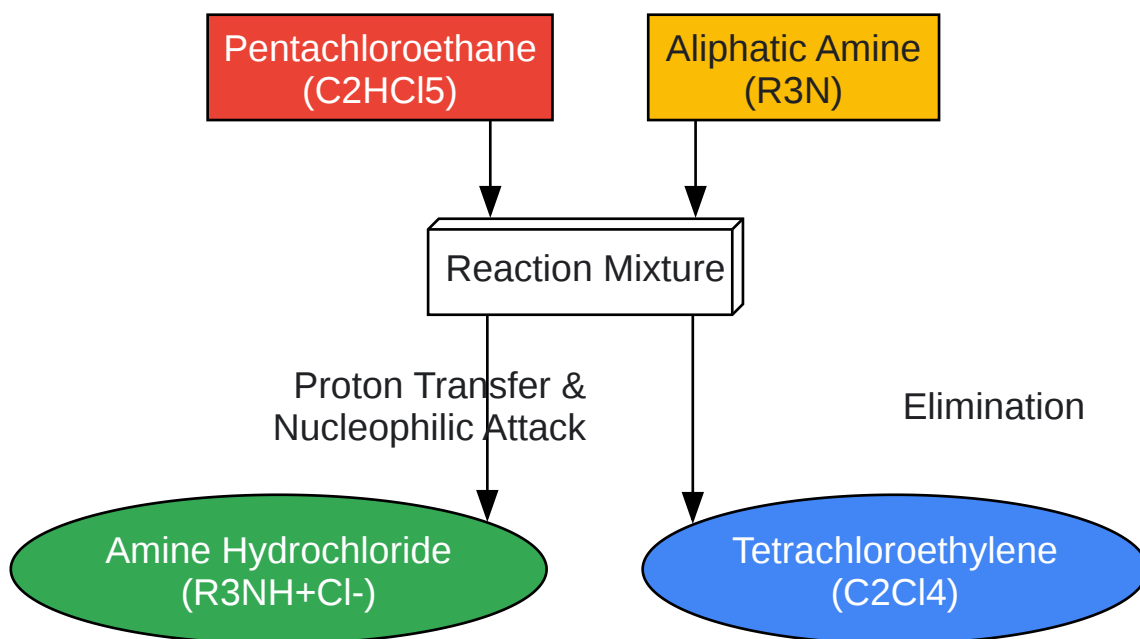 Pentachloroethane
(C2HCl5)
Aliphatic Amine
(R3N)
Reaction Mixture
Proton Transfer &
Nucleophilic Attack
Elimination
Amine Hydrochloride
(R3NH+Cl-)
Tetrachloroethylene
(C2Cl4)